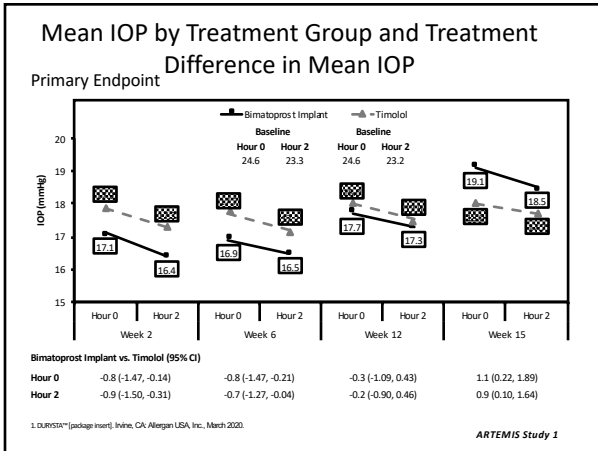 Mean IOP by Treatment Group and Treatment
Difference in Mean IOP
Primary Endpoint
Bimatoprost Implant Timolol
Baseline Baseline
Hour 0 Hour 2 Hour 0 Hour 2
24.6 23.3 24.6 23.2
IOP (mmHg)
20
19
18
17
16
15
17.1
16.4
16.9
16.5
17.7
17.3
19.1
18.5
Hour 0 Hour 2 Hour 0 Hour 2 Hour 0 Hour 2 Hour 0 Hour 2
Week 2 Week 6 Week 12 Week 15
Bimatoprost Implant vs. Timolol (95% CI)
Hour 0 -0.8 (-1.47, -0.14) -0.8 (-1.47, -0.21) -0.3 (-1.09, 0.43) 1.1 (0.22, 1.89)
Hour 2 -0.9 (-1.50, -0.31) -0.7 (-1.27, -0.04) -0.2 (-0.90, 0.46) 0.9 (0.10, 1.64)
1. DURYSTA™ [package insert]. Irvine, CA: Allergan USA, Inc., March 2020.
ARTEMIS Study 1